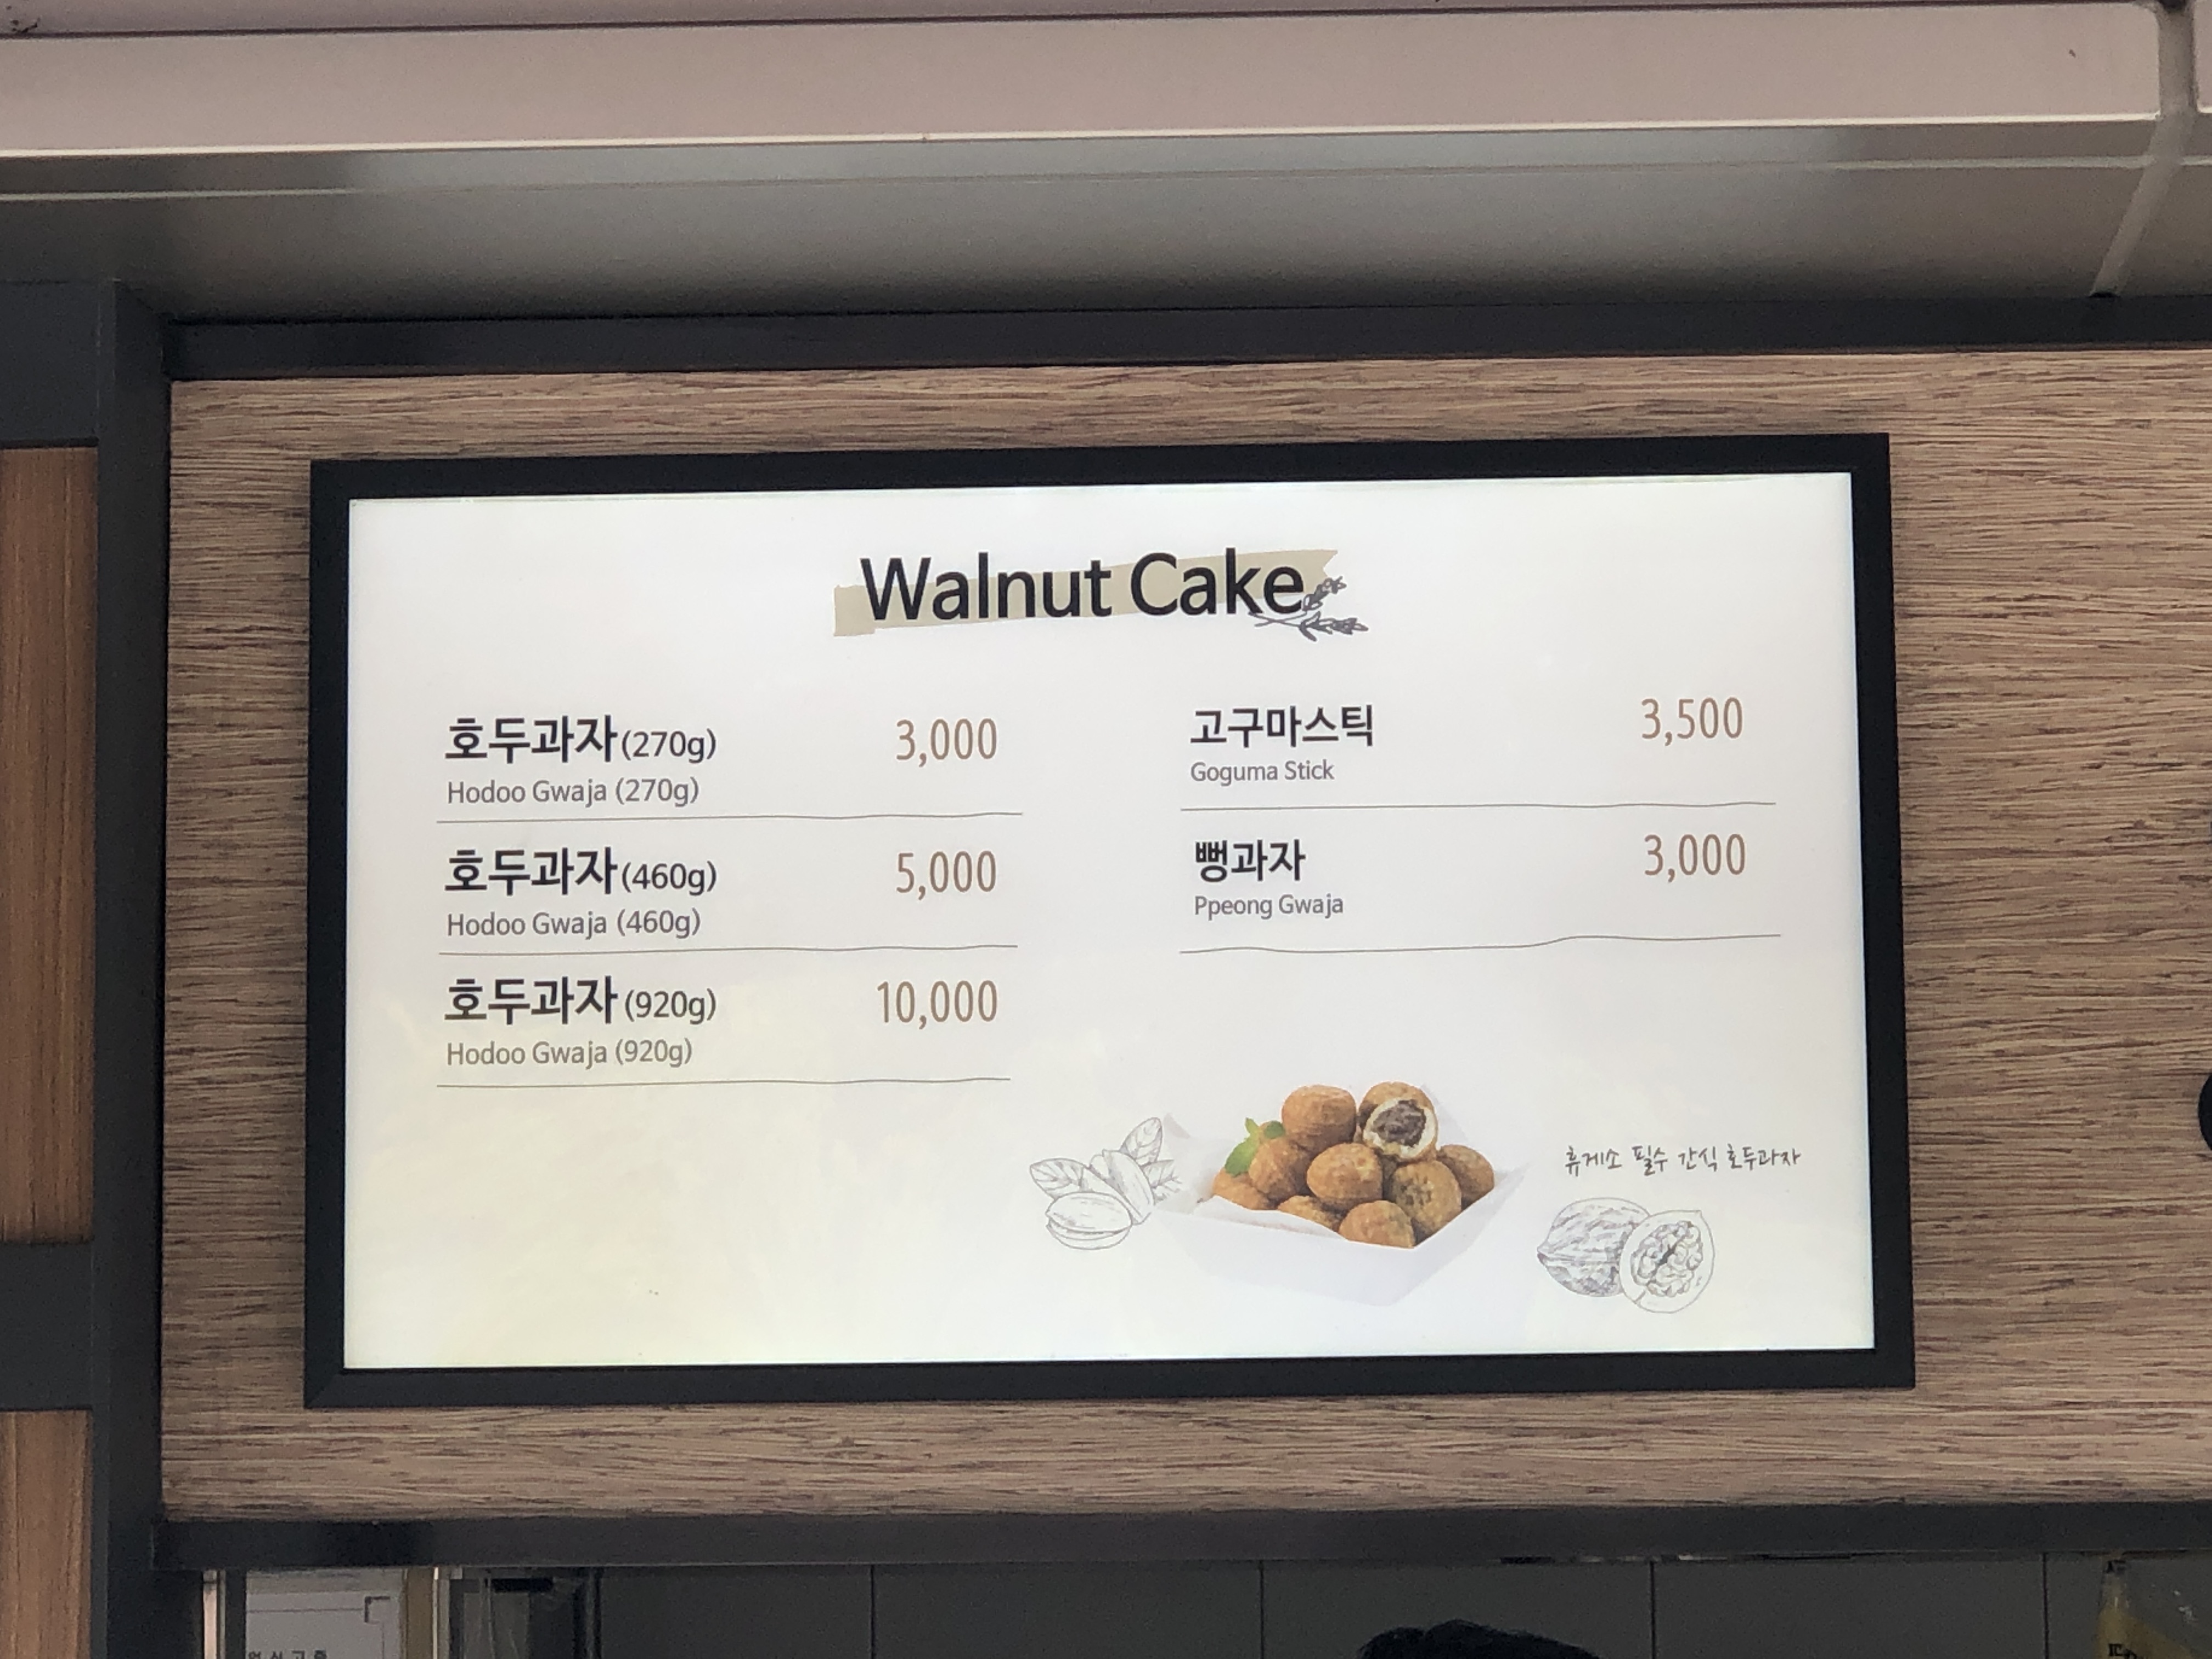 Walnut Cake
호두과자(270g) 3,000
Hodoo Gwaja (270g)
호두과자(460g) 5,000
Hodoo Gwaja (460g)
호두과자(920g) 10,000
Hodoo Gwaja (920g)
고구마스틱 3,500
Goguma Stick
뻥과자 3,000
Ppeong Gwaja
휴게소 필수 간식 호두과자